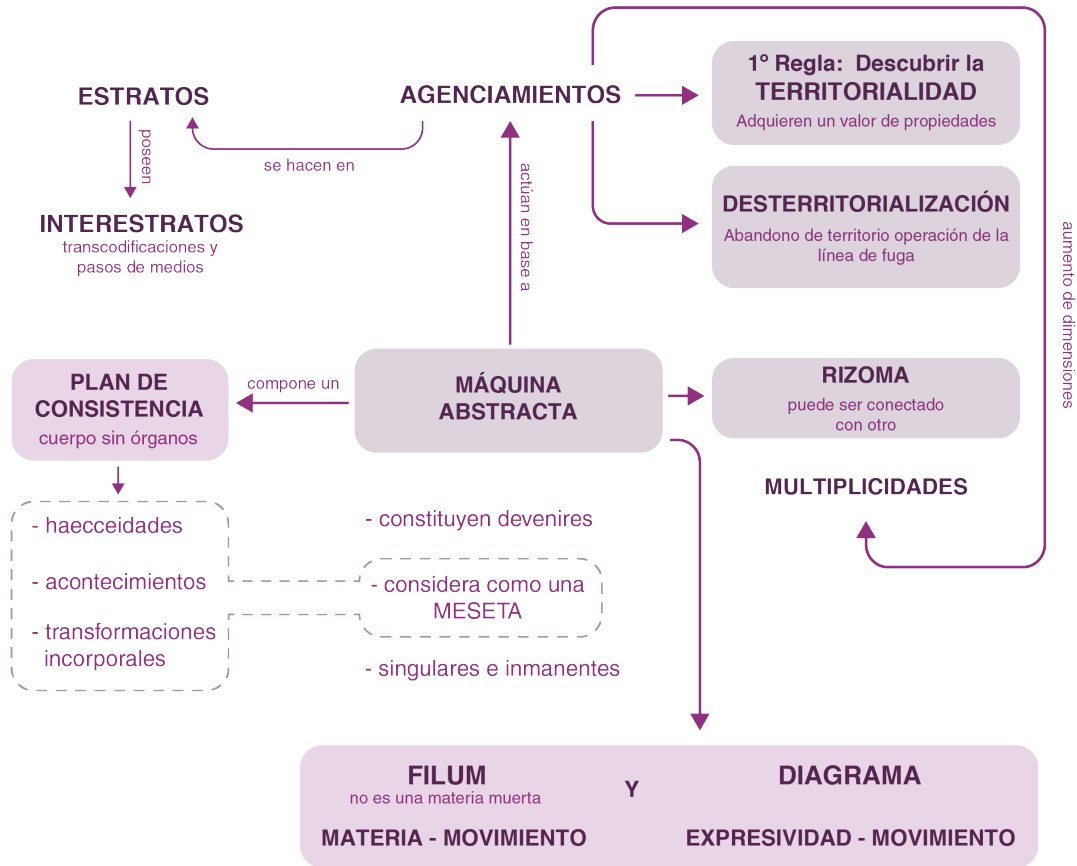 ESTRATOS
poseen
INTERESTRATOS
transcodificaciones y
pasos de medios
se hacen en
AGENCIAMIENTOS
actúan en base a
1º Regla: Descubrir la
TERRITORIALIDAD
Adquieren un valor de propiedades
DESTERRITORIALIZACIÓN
Abandono de territorio operación de la
línea de fuga
aumento de dimensiones
PLAN DE
CONSISTENCIA
cuerpo sin órganos
compone un
MÁQUINA
ABSTRACTA
RIZOMA
puede ser conectado
con otro
MULTIPLICIDADES
- haecceidades
- acontecimientos
- transformaciones
incorporales
- constituyen devenires
- considera como una
MESETA
- singulares e inmanentes
FILUM
no es una materia muerta
MATERIA - MOVIMIENTO
Y
DIAGRAMA
EXPRESIVIDAD - MOVIMIENTO